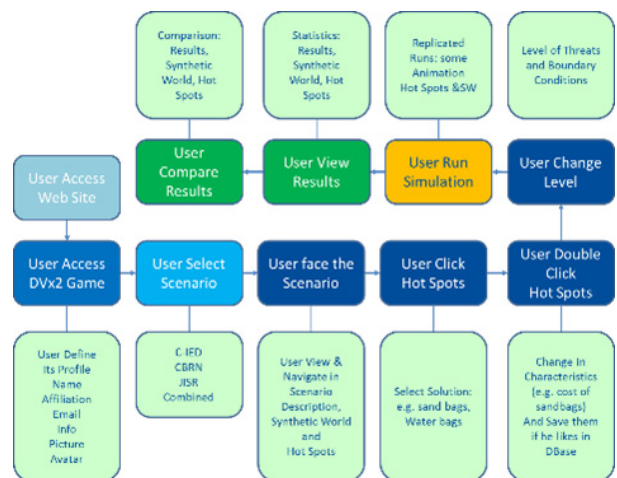 Comparison:
Results,
Synthetic
World, Hot
Spots
Statistics:
Results,
Synthetic
World, Hot
Spots
Replicated
Runs: some
Animation
Hot Spots &SW
Level of Threats
and Boundary
Conditions
User
Compare
Results
User View
Results
User Run
Simulation
User Change
Level
User Access
Web Site
User Access
DVx2 Game
User Select
Scenario
User face the
Scenario
User Click
Hot Spots
User Double
Click
Hot Spots
User Define
Its Profile
Name
Affiliation
Email
Info
Picture
Avatar
C-IED
CBRN
JISR
Combined
User View &
Navigate in
Scenario
Description,
Synthetic World
and
Hot Spots
Select Solution:
e.g. sand bags,
Water bags
Change In
Characteristics
(e.g. cost of
sandbags)
And Save them
if he likes in
DBase